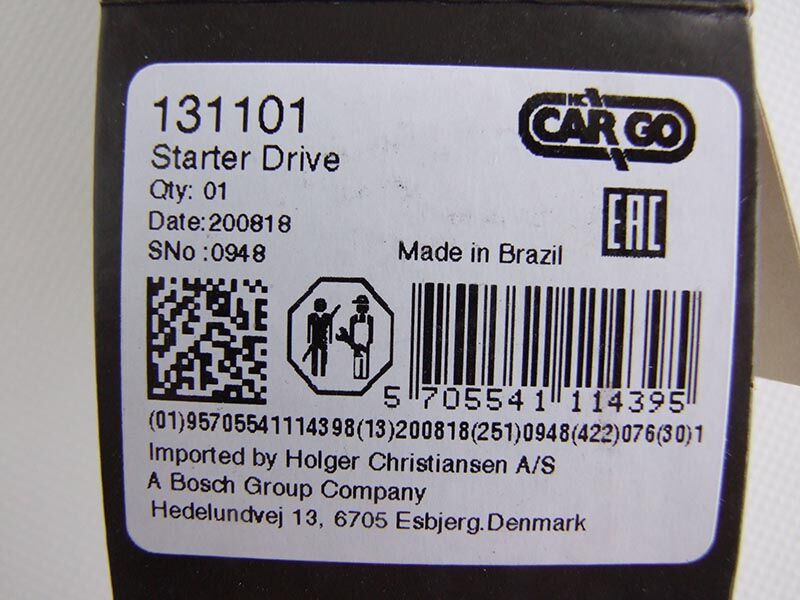 131101
HC
CARGO
Starter Drive
Qty: 01
Date:200818
SNo :0948
Made in Brazil
EAC
5 705541 114395
(01)95705541114398(13)200818(251)0948(422)076(30)1
Imported by Holger Christiansen A/S
A Bosch Group Company
Hedelundvej 13, 6705 Esbjerg.Denmark